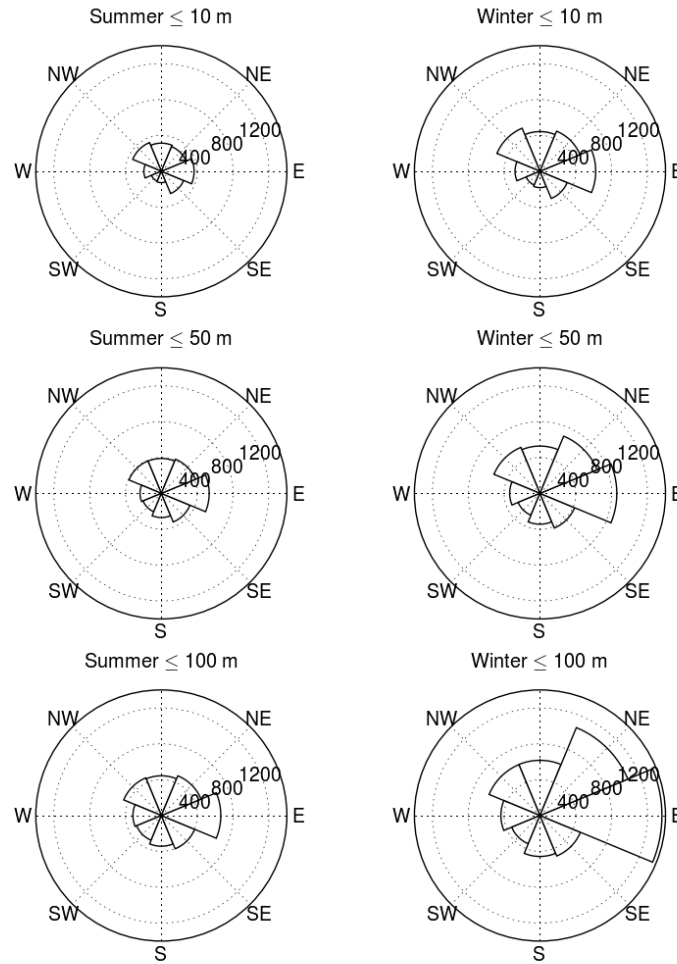 Summer ≤ 10 m
Winter ≤ 10 m
NW
NE
NW
NE
400
800
1200
400
800
1200
W
E
W
E
SW
SE
SW
SE
S
S
Summer ≤ 50 m
Winter ≤ 50 m
NW
NE
NW
NE
400
800
1200
400
800
1200
W
E
W
E
SW
SE
SW
SE
S
S
Summer ≤ 100 m
Winter ≤ 100 m
NW
NE
NW
NE
400
800
1200
400
800
1200
W
E
W
E
SW
SE
SW
SE
S
S